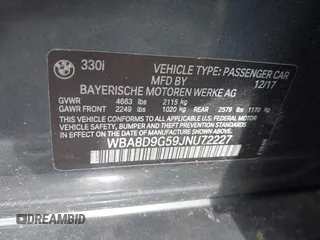 330i
VEHICLE TYPE: PASSENGER CAR
MFD BY 12/17
BAYERISCHE MOTOREN WERKE AG
GVWR 4663 lbs 2115 kg
GAWR FRONT 2249 lbs 1020 kg REAR 2579 lbs 1170 kg
THIS VEHICLE CONFORMS TO ALL APPLICABLE
U.S. FEDERAL MOTOR VEHICLE SAFETY, BUMPER
AND THEFT PREVENTION STANDARDS
IN EFFECT ON THE DATE OF MANUFACTURE
SHOWN ABOVE.
WBA8D9G59JNU72227
DREAMBID